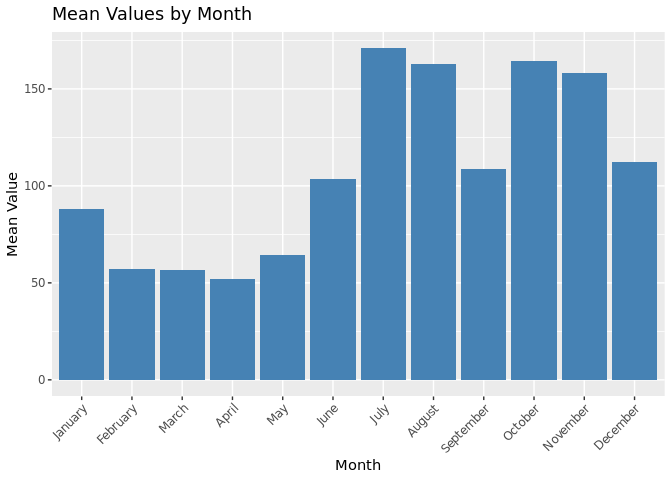 Mean Values by Month
Mean Value
150
100
50
0
January
February
March
April
May
June
July
August
September
October
November
December
Month